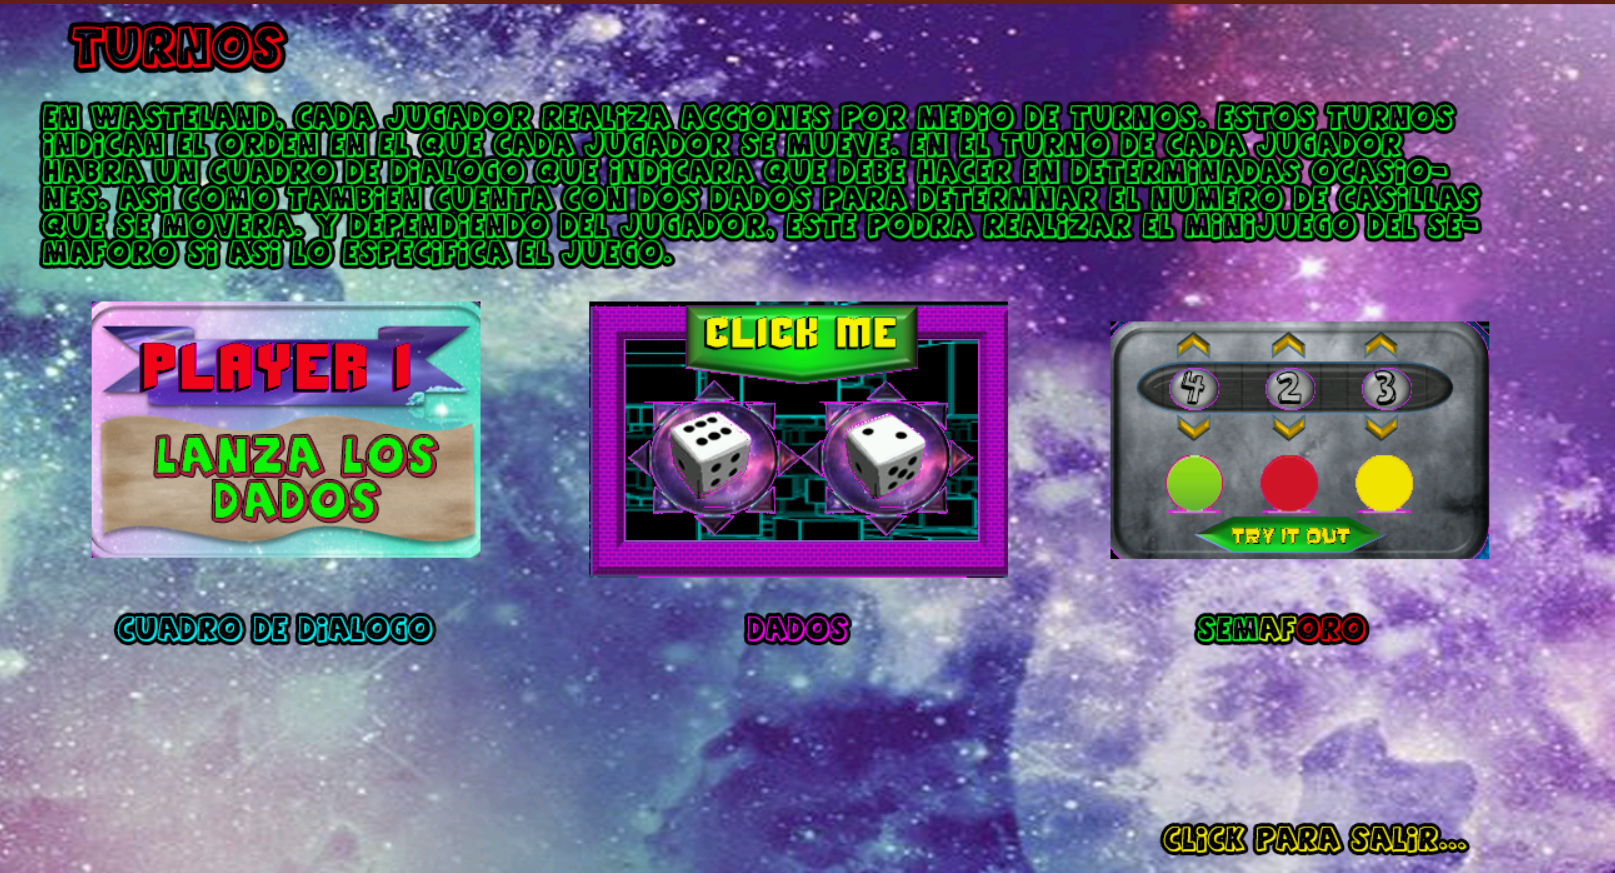 TURNOS
EN WASTELAND, CADA JUGADOR REALIZA ACCIONES POR MEDIO DE TURNOS. ESTOS TURNOS
INDICAN EL ORDEN EN EL QUE CADA JUGADOR SE MUEVE. EN EL TURNO DE CADA JUGADOR
HABRA UN CUADRO DE DIALOGO QUE INDICARA QUE DEBE HACER EN DETERMINADAS OCASIO-
NES. ASI COMO TAMBIEN CUENTA CON DOS DADOS PARA DETERMNAR EL NUMERO DE CASILLAS
QUE SE MOVERA. Y DEPENDIENDO DEL JUGADOR, ESTE PODRA REALIZAR EL MINIJUEGO DEL SE-
MAFORO SI ASI LO ESPECIFICA EL JUEGO.
PLAYER 1
LANZA LOS
DADOS
CLICK ME
4 2 3
TRY IT OUT
CUADRO DE DIALOGO
DADOS
SEMAFORO
CLICK PARA SALIR...